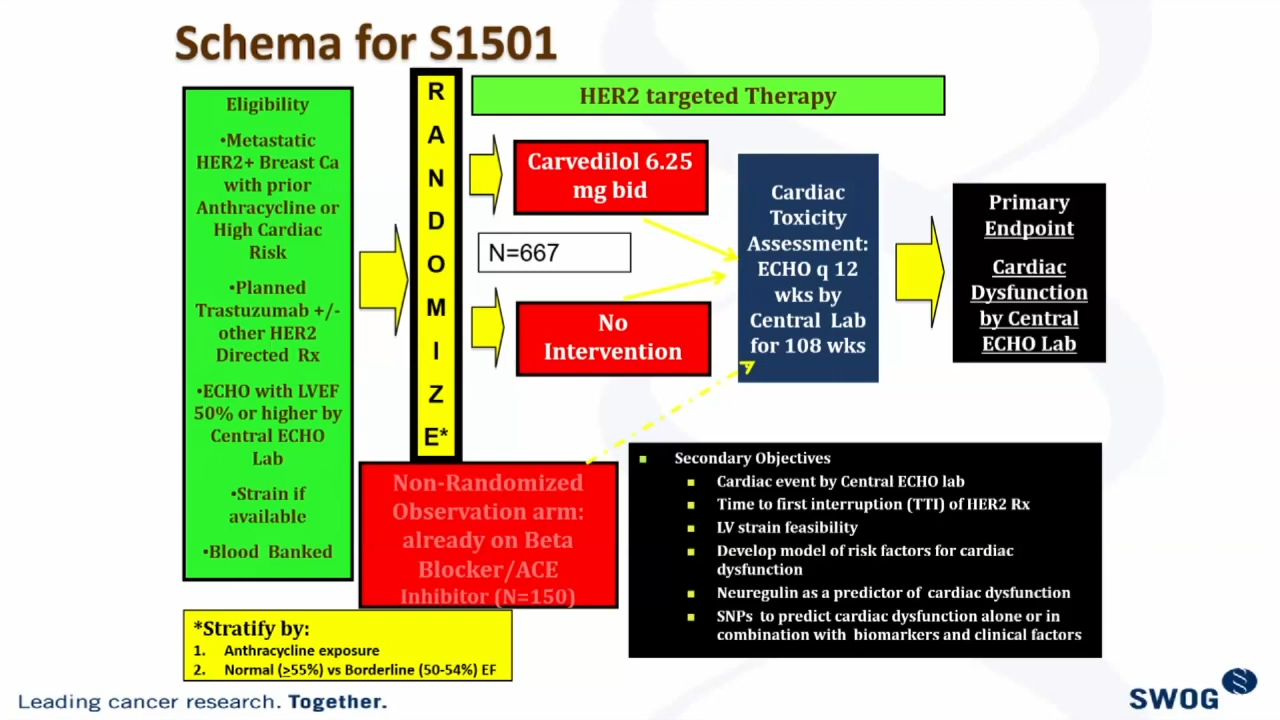 Schema for S1501
Eligibility
•Metastatic
HER2+ Breast Ca
with prior
Anthracycline or
High Cardiac
Risk
•Planned
Trastuzumab +/-
other HER2
Directed Rx
•ECHO with LVEF
50% or higher by
Central ECHO
Lab
•Strain if
available
•Blood Banked
R
A
N
D
O
M
I
Z
E*
HER2 targeted Therapy
Carvedilol 6.25
mg bid
N=667
No
Intervention
Cardiac
Toxicity
Assessment:
ECHO q 12
wks by
Central Lab
for 108 wks
Primary
Endpoint
Cardiac
Dysfunction
by Central
ECHO Lab
Non-Randomized
Observation arm:
already on Beta
Blocker/ACE
Inhibitor (N=150)
Secondary Objectives
Cardiac event by Central ECHO lab
Time to first interruption (TTI) of HER2 Rx
LV strain feasibility
Develop model of risk factors for cardiac
dysfunction
Neuregulin as a predictor of cardiac dysfunction
SNPs to predict cardiac dysfunction alone or in
combination with biomarkers and clinical factors
*Stratify by:
1. Anthracycline exposure
2. Normal (≥55%) vs Borderline (50-54%) EF
Leading cancer research. Together.
SWOG